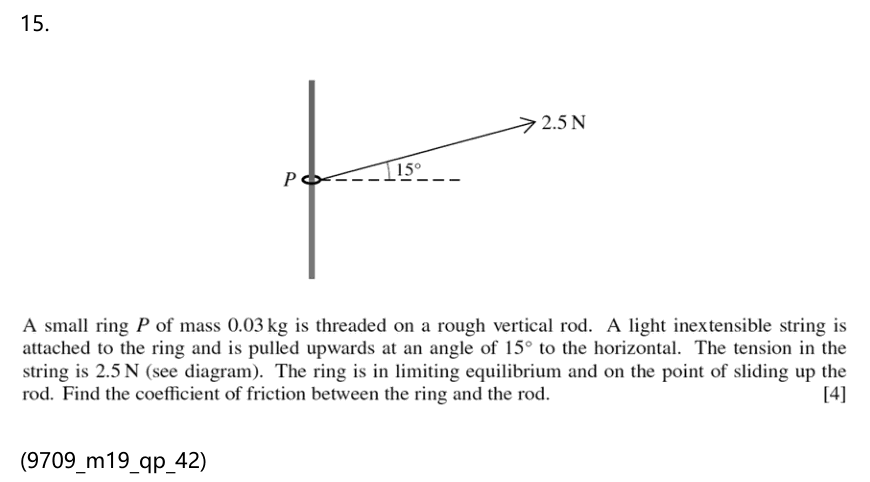 15.
2.5 N
15°
P
A small ring P of mass 0.03 kg is threaded on a rough vertical rod. A light inextensible string is
attached to the ring and is pulled upwards at an angle of 15° to the horizontal. The tension in the
string is 2.5 N (see diagram). The ring is in limiting equilibrium and on the point of sliding up the
rod. Find the coefficient of friction between the ring and the rod. [4]
(9709_m19_qp_42)